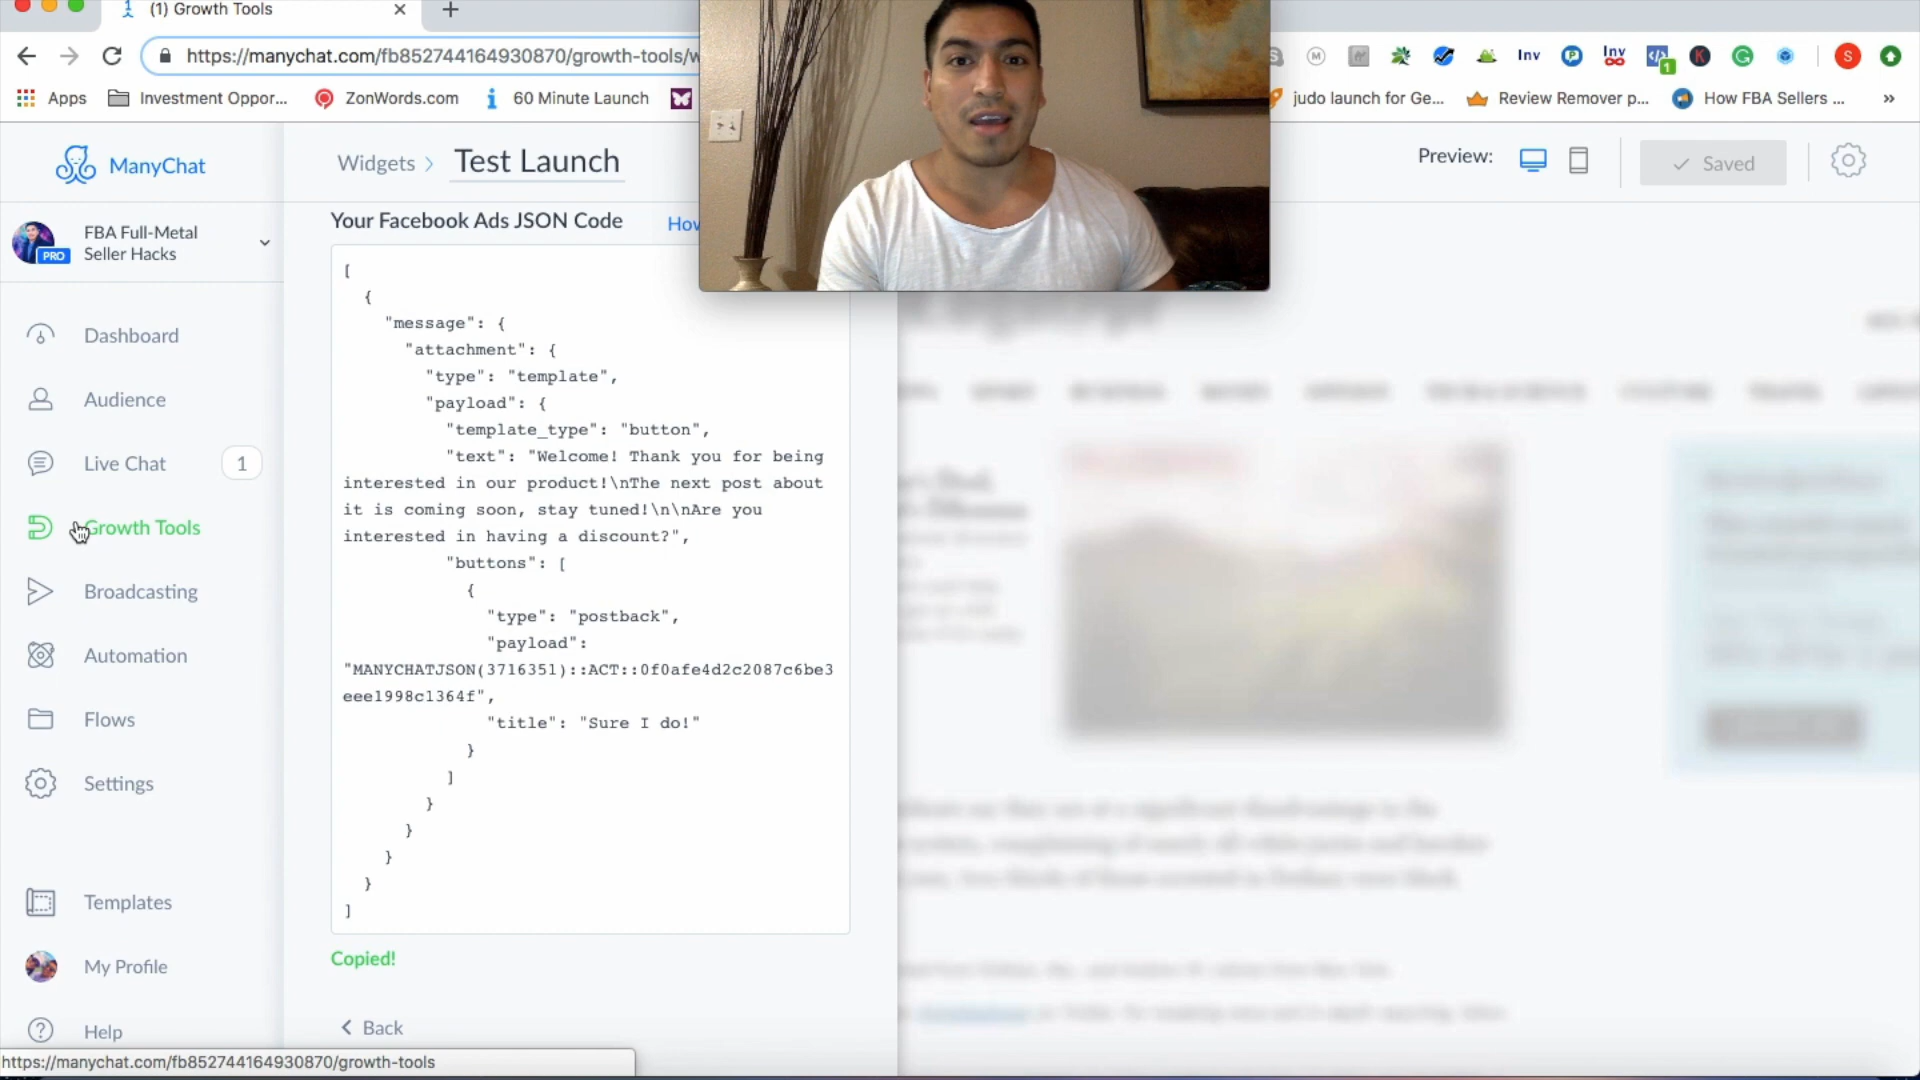 (1) Growth Tools
https://manychat.com/fb852744164930870/growth-tools/w
Inv
Inv
1
S
Apps
Investment Oppor...
ZonWords.com
60 Minute Launch
judo launch for Ge...
Review Remover p...
How FBA Sellers ...
»
ManyChat
Widgets
Test Launch
Preview:
Saved
FBA Full-Metal
Seller Hacks
PRO
Your Facebook Ads JSON Code
How
Dashboard
Audience
Live Chat
1
Growth Tools
Broadcasting
Automation
Flows
Settings
Templates
My Profile
Help
[
{
"message": {
"attachment": {
"type": "template",
"payload": {
"template_type": "button",
"text": "Welcome! Thank you for being
interested in our product!\nThe next post about
it is coming soon, stay tuned!\n\nAre you
interested in having a discount?",
"buttons": [
{
"type": "postback",
"payload":
"MANYCHATJSON(3716351)::ACT::0f0afe4d2c2087c6be3
eee1998c1364f",
"title": "Sure I do!"
}
]
}
}
}
}
]
Copied!
Back
https://manychat.com/fb852744164930870/growth-tools